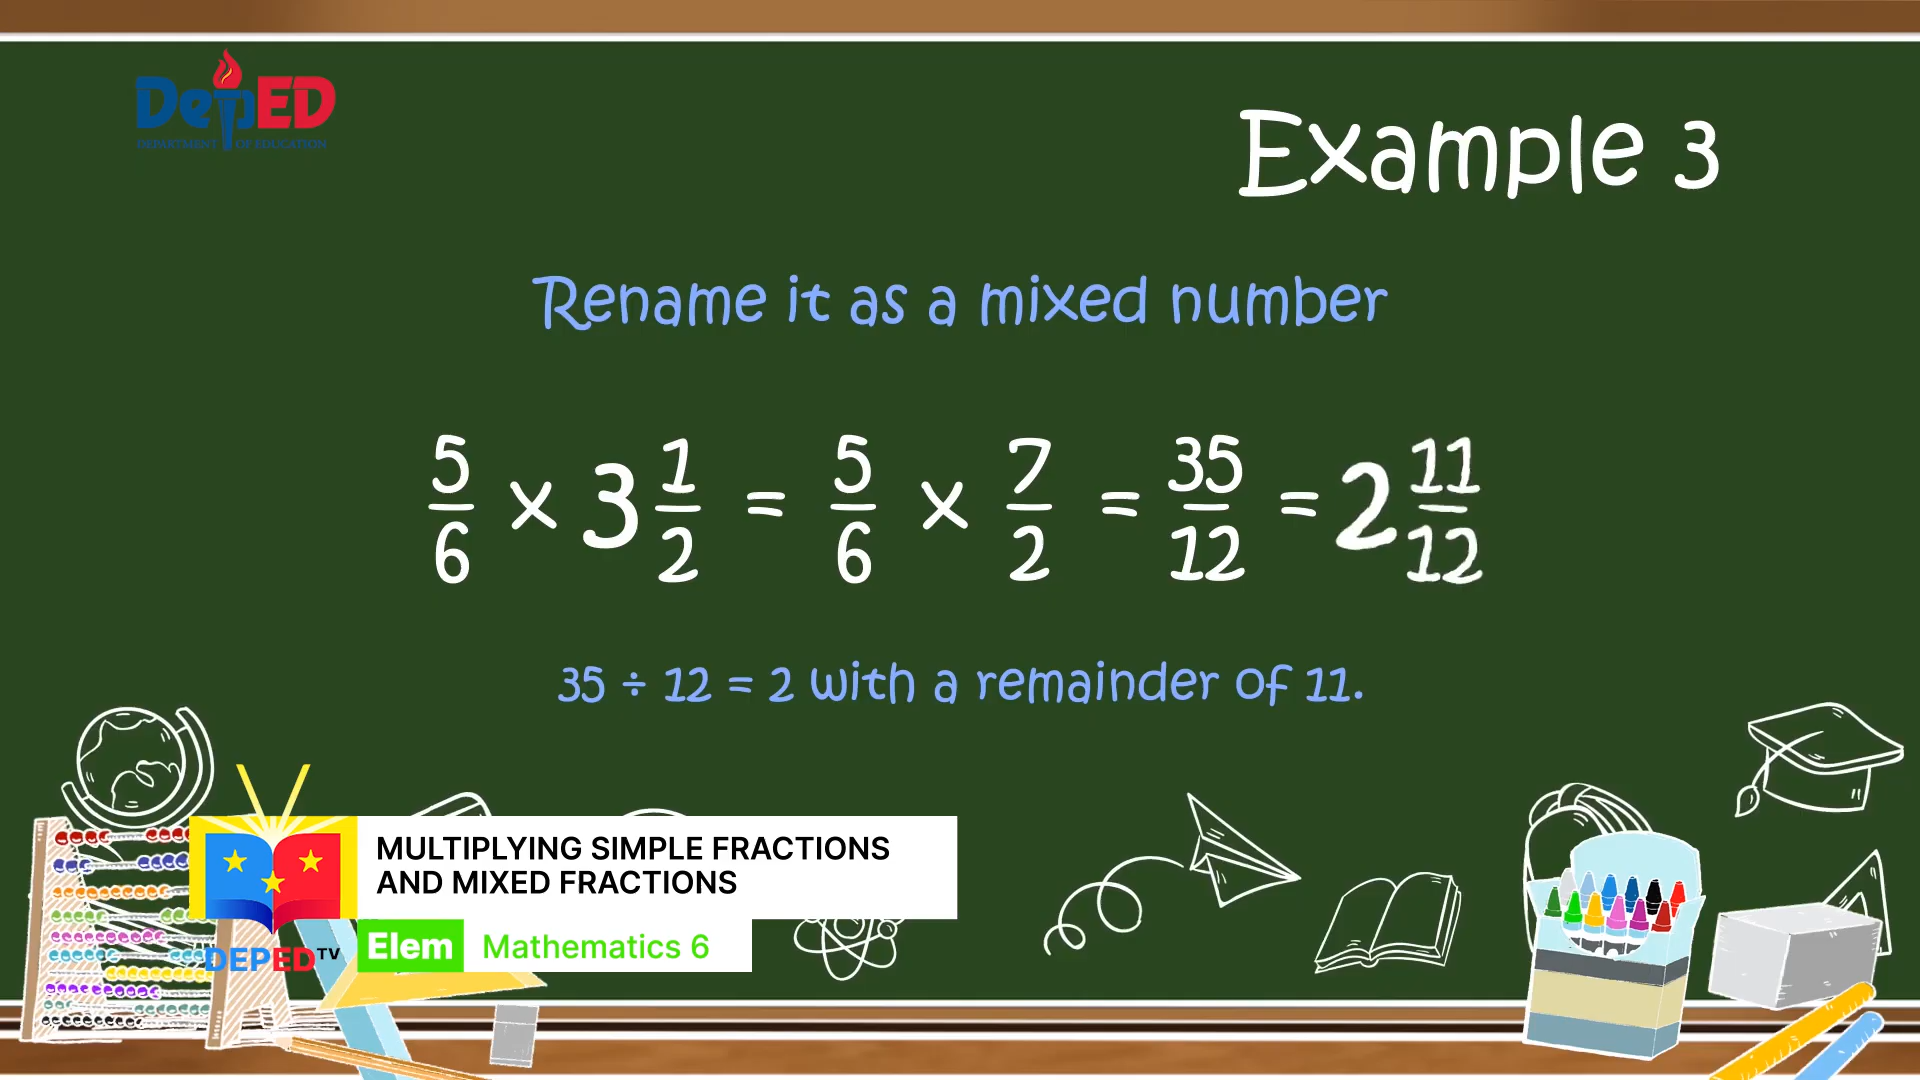 DepED
DEPARTMENT OF EDUCATION
Example 3
Rename it as a mixed number
5/6 × 3 1/2 = 5/6 × 7/2 = 35/12 = 2 11/12
35 ÷ 12 = 2 with a remainder of 11.
MULTIPLYING SIMPLE FRACTIONS
AND MIXED FRACTIONS
DEPED TV
Elem Mathematics 6